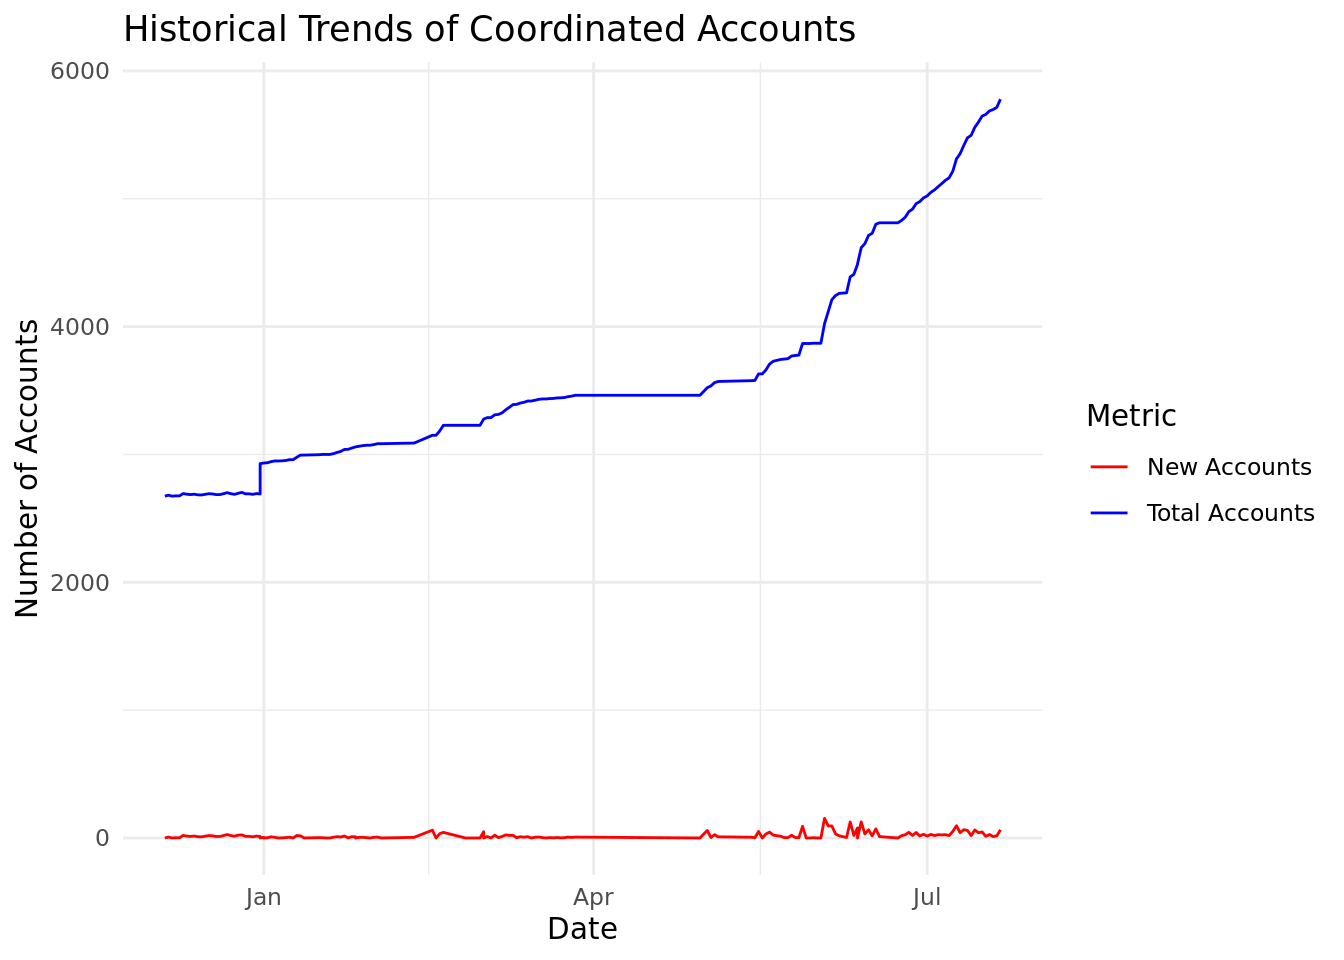 Historical Trends of Coordinated Accounts
6000
4000
2000
0
Number of Accounts
Jan
Apr
Jul
Date
Metric
New Accounts
Total Accounts